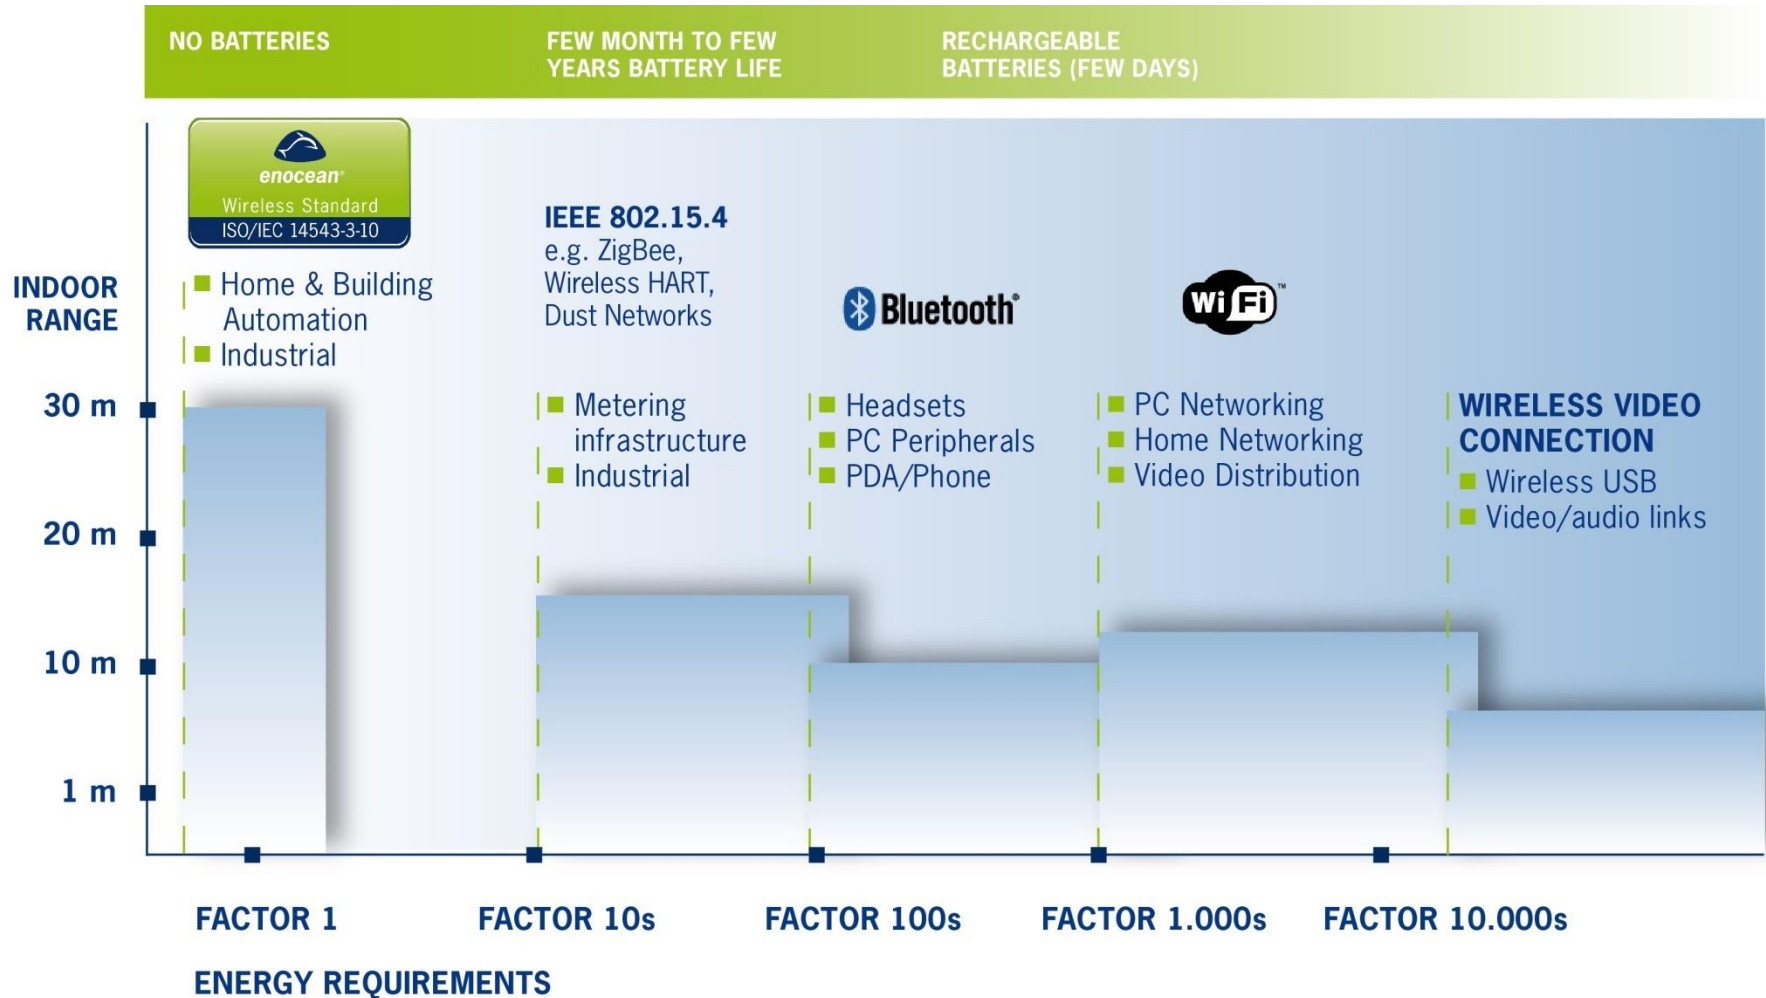 NO BATTERIES
FEW MONTH TO FEW
YEARS BATTERY LIFE
RECHARGEABLE
BATTERIES (FEW DAYS)
enocean®
Wireless Standard
ISO/IEC 14543-3-10
Home & Building
Automation
Industrial
IEEE 802.15.4
e.g. ZigBee,
Wireless HART,
Dust Networks
Metering
infrastructure
Industrial
Bluetooth®
Headsets
PC Peripherals
PDA/Phone
Wi Fi™
PC Networking
Home Networking
Video Distribution
WIRELESS VIDEO
CONNECTION
Wireless USB
Video/audio links
INDOOR
RANGE
30 m
20 m
10 m
1 m
FACTOR 1
FACTOR 10s
FACTOR 100s
FACTOR 1.000s
FACTOR 10.000s
ENERGY REQUIREMENTS